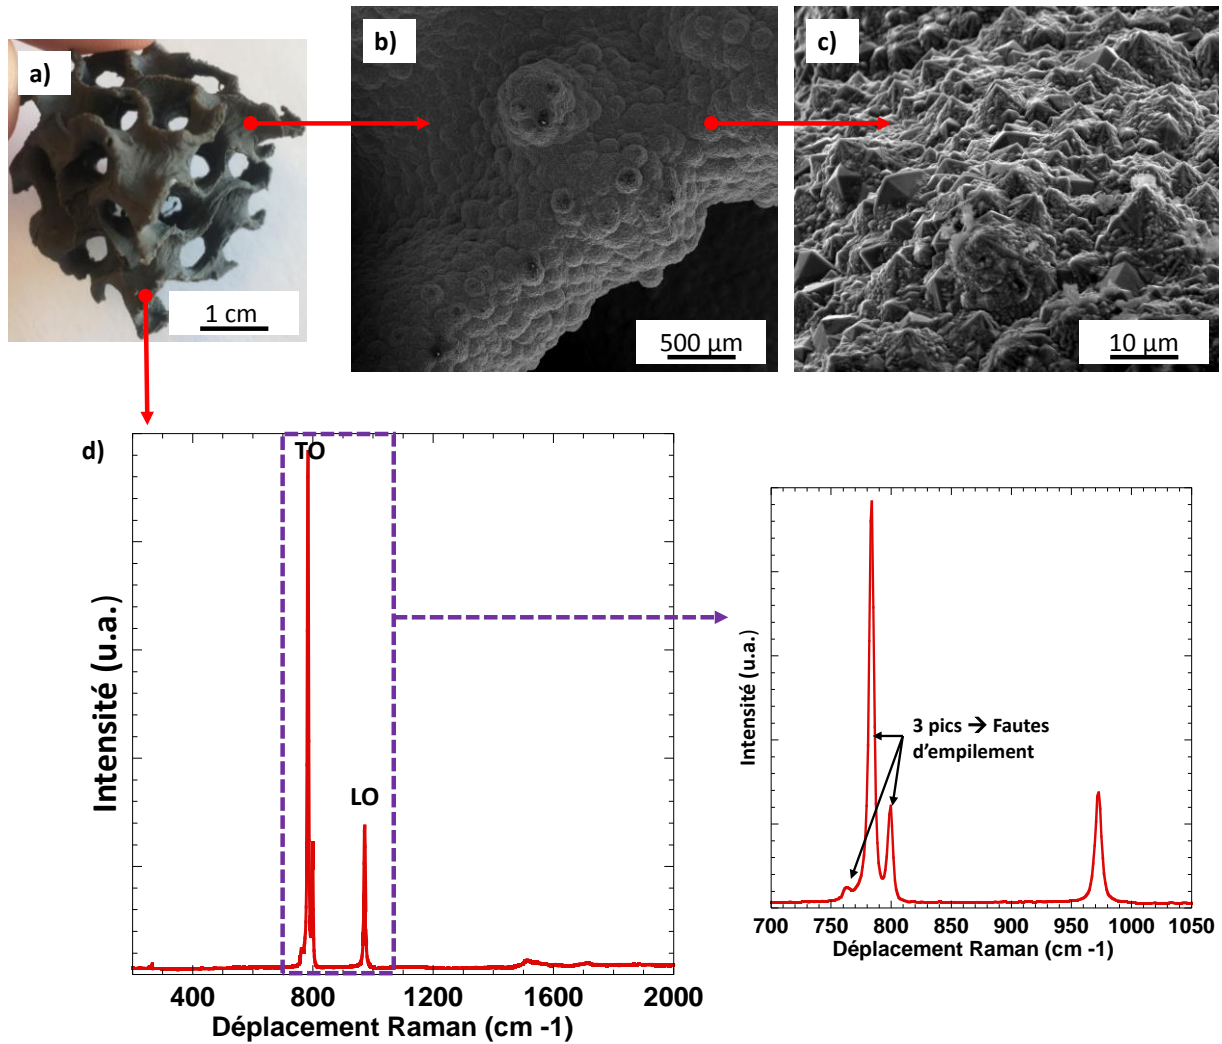 a)
b)
c)
1 cm
500 µm
10 µm
d)
TO
LO
Intensité (u.a.)
400 800 1200 1600 2000
Déplacement Raman (cm -1)
3 pics → Fautes
d'empilement
Intensité (u.a.)
700 750 800 850 900 950 1000 1050
Déplacement Raman (cm -1)